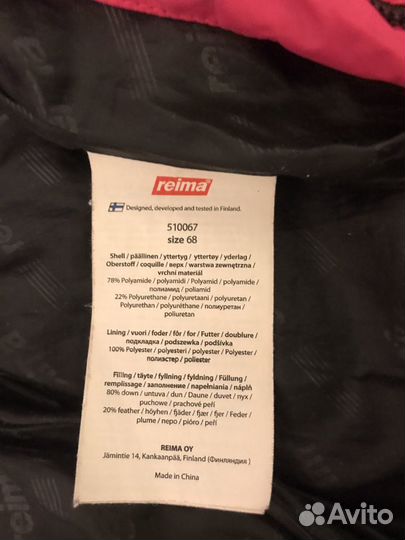 reima
Designed, developed and tested in Finland.
510067
size 68
Shell / päällinen / yttertyg / yttertøy / yderlag /
Oberstoff / coquille / верх / warstwa zewnętrzna /
vrchní materiál
78% Polyamide / polyamidi / Polyamid / polyamide /
полиамид / poliamid
22% Polyurethane / polyuretaani / polyuretan /
Polyurethan / polyuréthane / полиуретан /
poliuretan
Lining / vuori / foder / fôr / for / Futter / doublure /
подкладка / podszewka / podšívka
100% Polyester / polyesteri / polyester / Polyester /
полиэстер / poliester
Filling / täyte / fyllning / fyldning / Füllung /
remplissage / заполнение / napełniania / náplň
80% down / untuva / dun / Daune / duvet / пух /
puchowe / prachové peří
20% feather / höyhen / fjäder / fjær / fjer / Feder /
plume / перо / pióro / peří
REIMA OY
Jämintie 14, Kankaanpää, Finland (Финляндия)
Made in China
reima
Avito